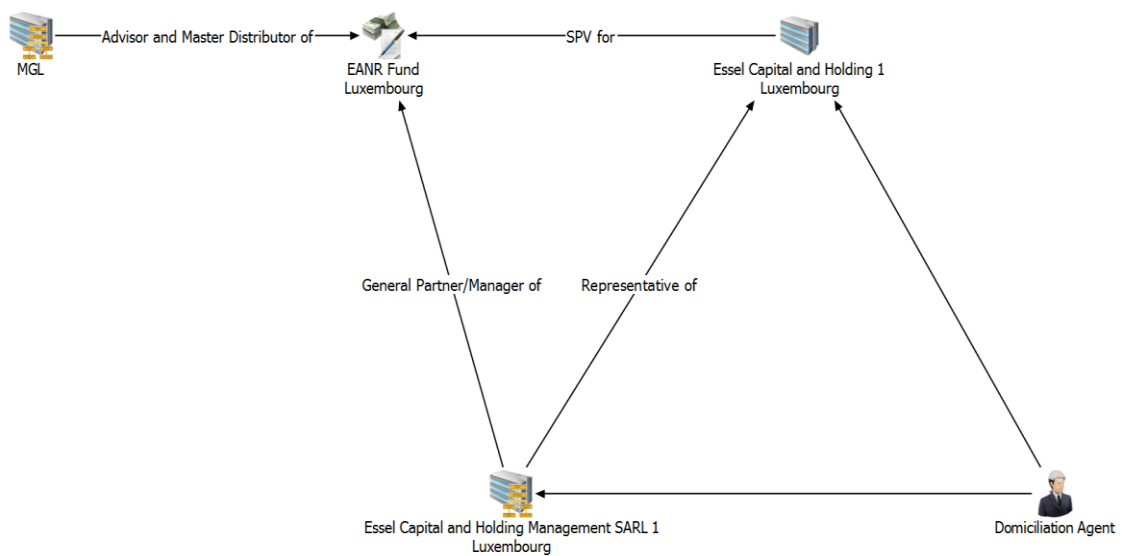 Advisor and Master Distributor of
SPV for
MGL
EANR Fund
Luxembourg
Essel Capital and Holding 1
Luxembourg
General Partner/Manager of
Representative of
Essel Capital and Holding Management SARL 1
Luxembourg
Domiciliation Agent